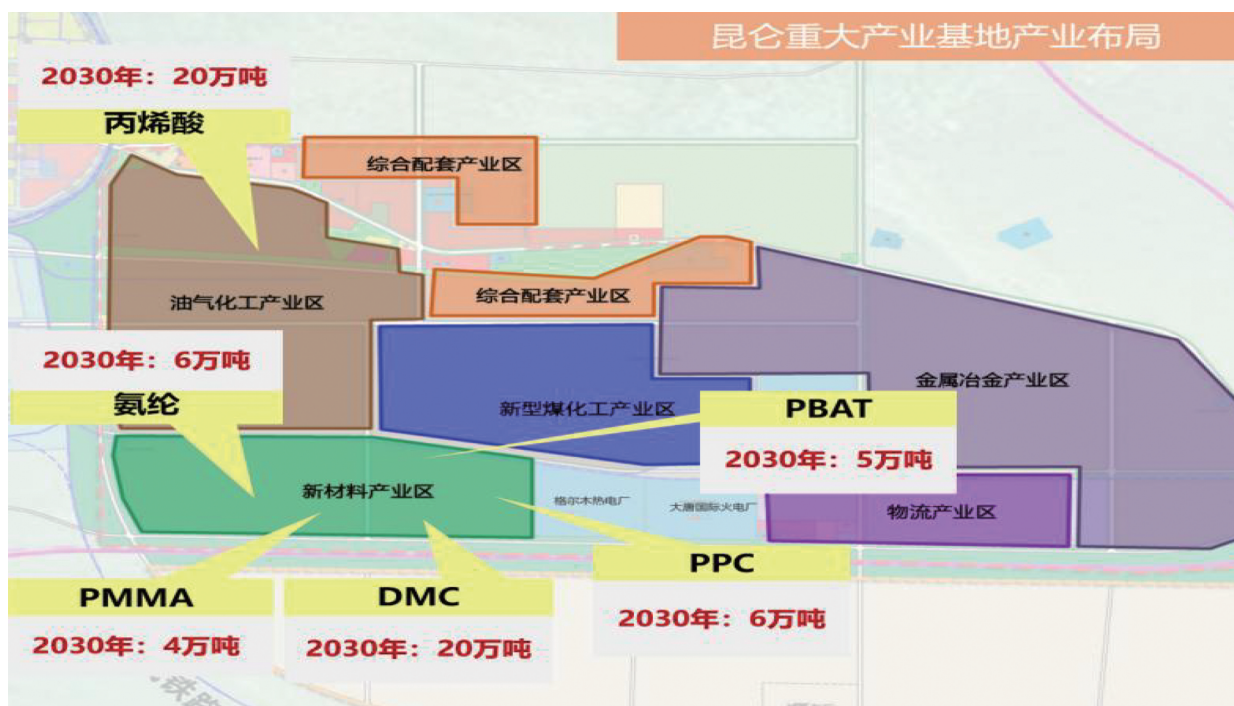 昆仑重大产业基地产业布局
2030年：20万吨
丙烯酸
综合配套产业区
油气化工产业区
综合配套产业区
2030年：6万吨
氨纶
金属冶金产业区
新型煤化工产业区
PBAT
2030年：5万吨
新材料产业区
格尔木热电厂
大唐国际火电厂
物流产业区
PPC
2030年：6万吨
PMMA
2030年：4万吨
DMC
2030年：20万吨
铁路